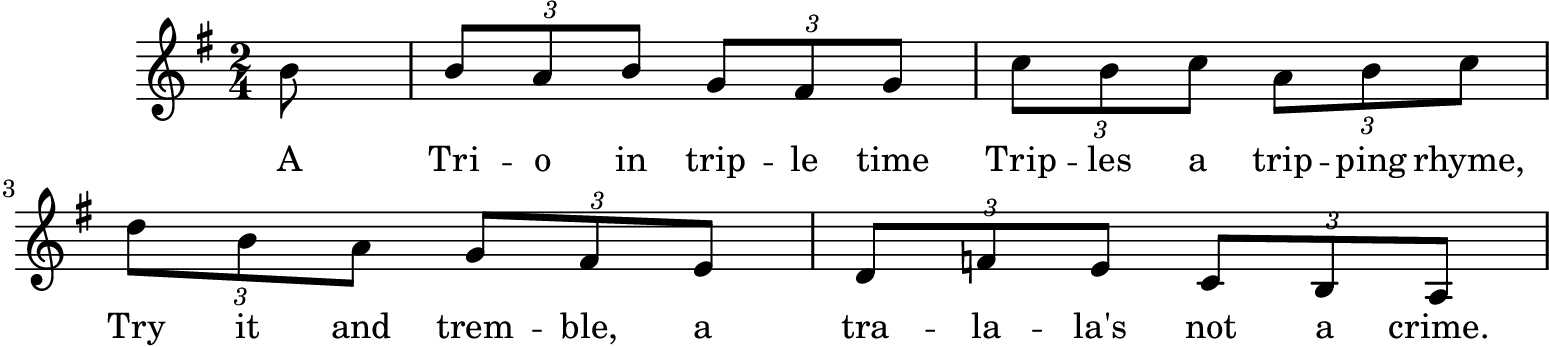 3 3 3 3
2
4
A Tri -- o in trip -- le time Trip -- les a trip -- ping rhyme,
3
3 3 3 3
Try it and trem -- ble, a tra -- la -- la's not a crime.